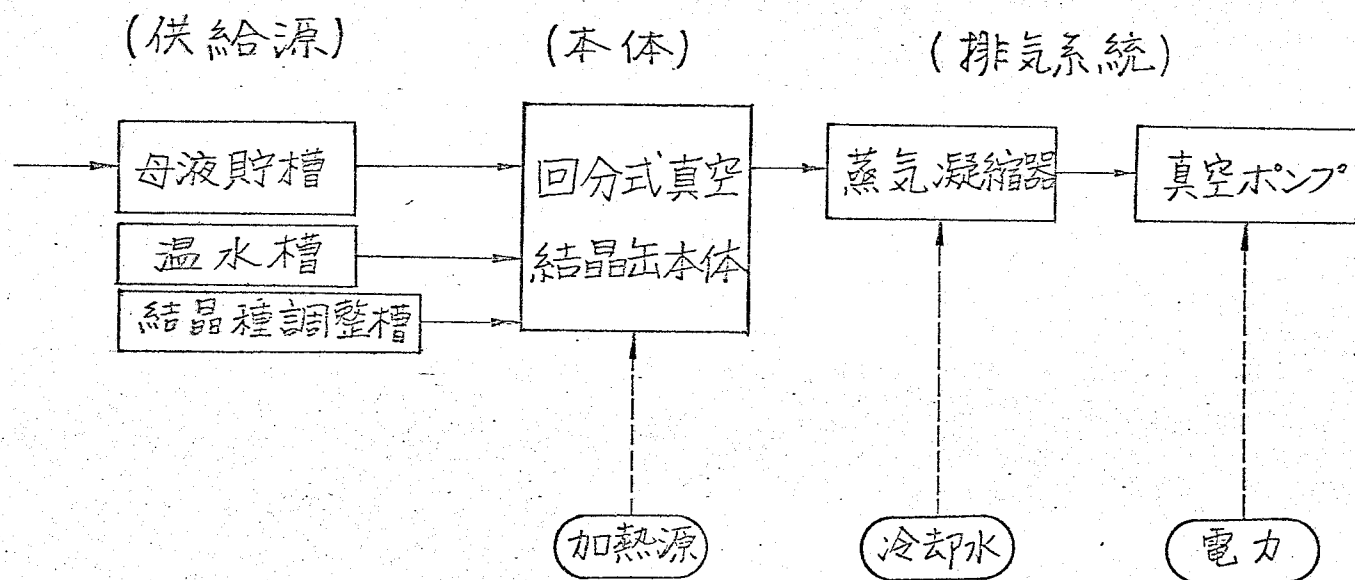 (供給源)
(本体)
(排気系統)
母液貯槽
温水槽
結晶種調整槽
回分式真空
結晶缶本体
蒸気凝縮器
真空ポンプ
加熱源
冷却水
電力